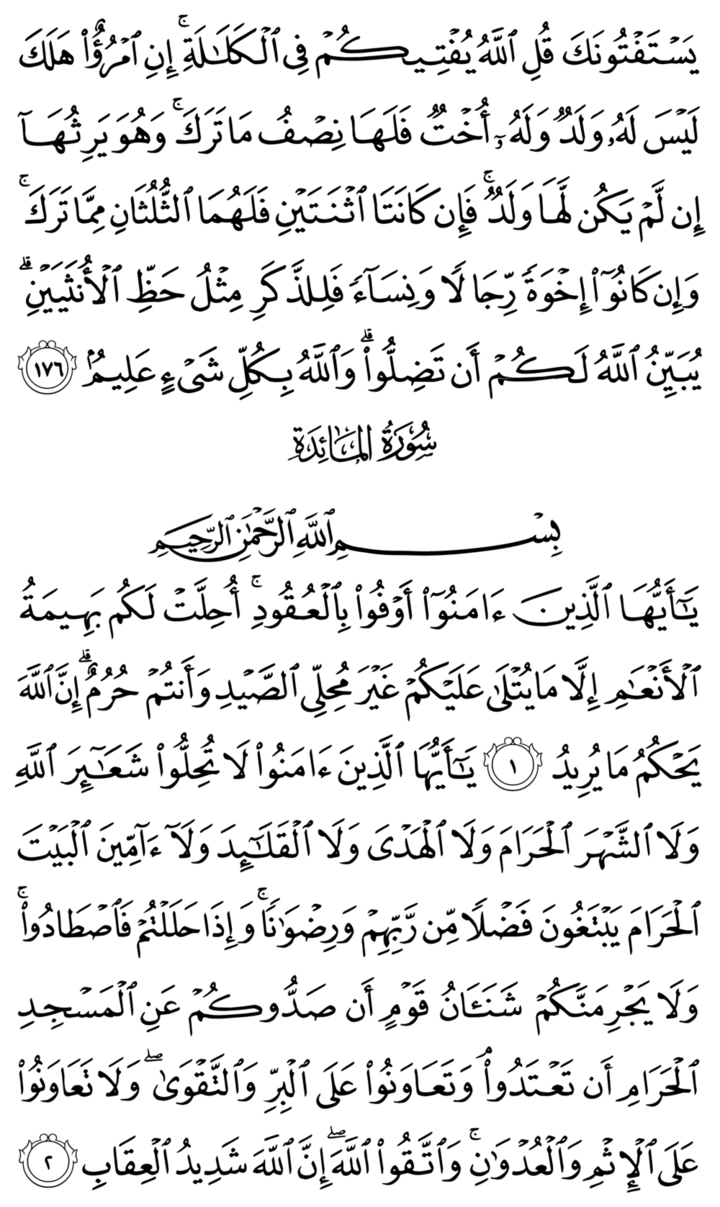 يَسۡتَفۡتُونَكَ قُلِ ٱللَّهُ يُفۡتِيكُمۡ فِي ٱلۡكَلَٰلَةِۚ إِنِ ٱمۡرُؤٌاْ هَلَكَ
لَيۡسَ لَهُۥ وَلَدٞ وَلَهُۥٓ أُخۡتٞ فَلَهَا نِصۡفُ مَا تَرَكَۚ وَهُوَ يَرِثُهَآ
إِن لَّمۡ يَكُن لَّهَا وَلَدٞۚ فَإِن كَانَتَا ٱثۡنَتَيۡنِ فَلَهُمَا ٱلثُّلُثَانِ مِمَّا تَرَكَۚ
وَإِن كَانُوٓاْ إِخۡوَةٗ رِّجَالٗا وَنِسَآءٗ فَلِلذَّكَرِ مِثۡلُ حَظِّ ٱلۡأُنثَيَيۡنِۗ
يُبَيِّنُ ٱللَّهُ لَكُمۡ أَن تَضِلُّواْۗ وَٱللَّهُ بِكُلِّ شَيۡءٍ عَلِيمُۢ ١٧٦
سُورَةُ المَائِدَةِ
بِسۡمِ ٱللَّهِ ٱلرَّحۡمَٰنِ ٱلرَّحِيمِ
يَٰٓأَيُّهَا ٱلَّذِينَ ءَامَنُوٓاْ أَوۡفُواْ بِٱلۡعُقُودِۚ أُحِلَّتۡ لَكُم بَهِيمَةُ
ٱلۡأَنۡعَٰمِ إِلَّا مَا يُتۡلَىٰ عَلَيۡكُمۡ غَيۡرَ مُحِلِّي ٱلصَّيۡدِ وَأَنتُمۡ حُرُمٌۗ إِنَّ ٱللَّهَ
يَحۡكُمُ مَا يُرِيدُ ١ يَٰٓأَيُّهَا ٱلَّذِينَ ءَامَنُواْ لَا تُحِلُّواْ شَعَٰٓئِرَ ٱللَّهِ
وَلَا ٱلشَّهۡرَ ٱلۡحَرَامَ وَلَا ٱلۡهَدۡيَ وَلَا ٱلۡقَلَٰٓئِدَ وَلَآ ءَآمِّينَ ٱلۡبَيۡتَ
ٱلۡحَرَامَ يَبۡتَغُونَ فَضۡلٗا مِّن رَّبِّهِمۡ وَرِضۡوَٰنٗاۚ وَإِذَا حَلَلۡتُمۡ فَٱصۡطَادُواْۚ
وَلَا يَجۡرِمَنَّكُمۡ شَنَـَٔانُ قَوۡمٍ أَن صَدُّوكُمۡ عَنِ ٱلۡمَسۡجِدِ
ٱلۡحَرَامِ أَن تَعۡتَدُواْۘ وَتَعَاوَنُواْ عَلَى ٱلۡبِرِّ وَٱلتَّقۡوَىٰۖ وَلَا تَعَاوَنُواْ
عَلَى ٱلۡإِثۡمِ وَٱلۡعُدۡوَٰنِۚ وَٱتَّقُواْ ٱللَّهَۖ إِنَّ ٱللَّهَ شَدِيدُ ٱلۡعِقَابِ ٢